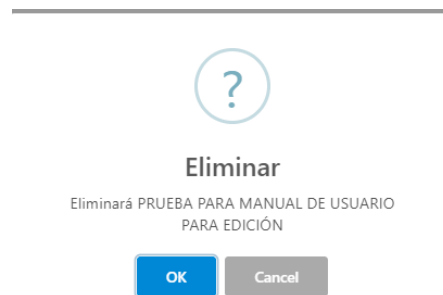 ?
Eliminar
Eliminará PRUEBA PARA MANUAL DE USUARIO
PARA EDICIÓN
OK Cancel